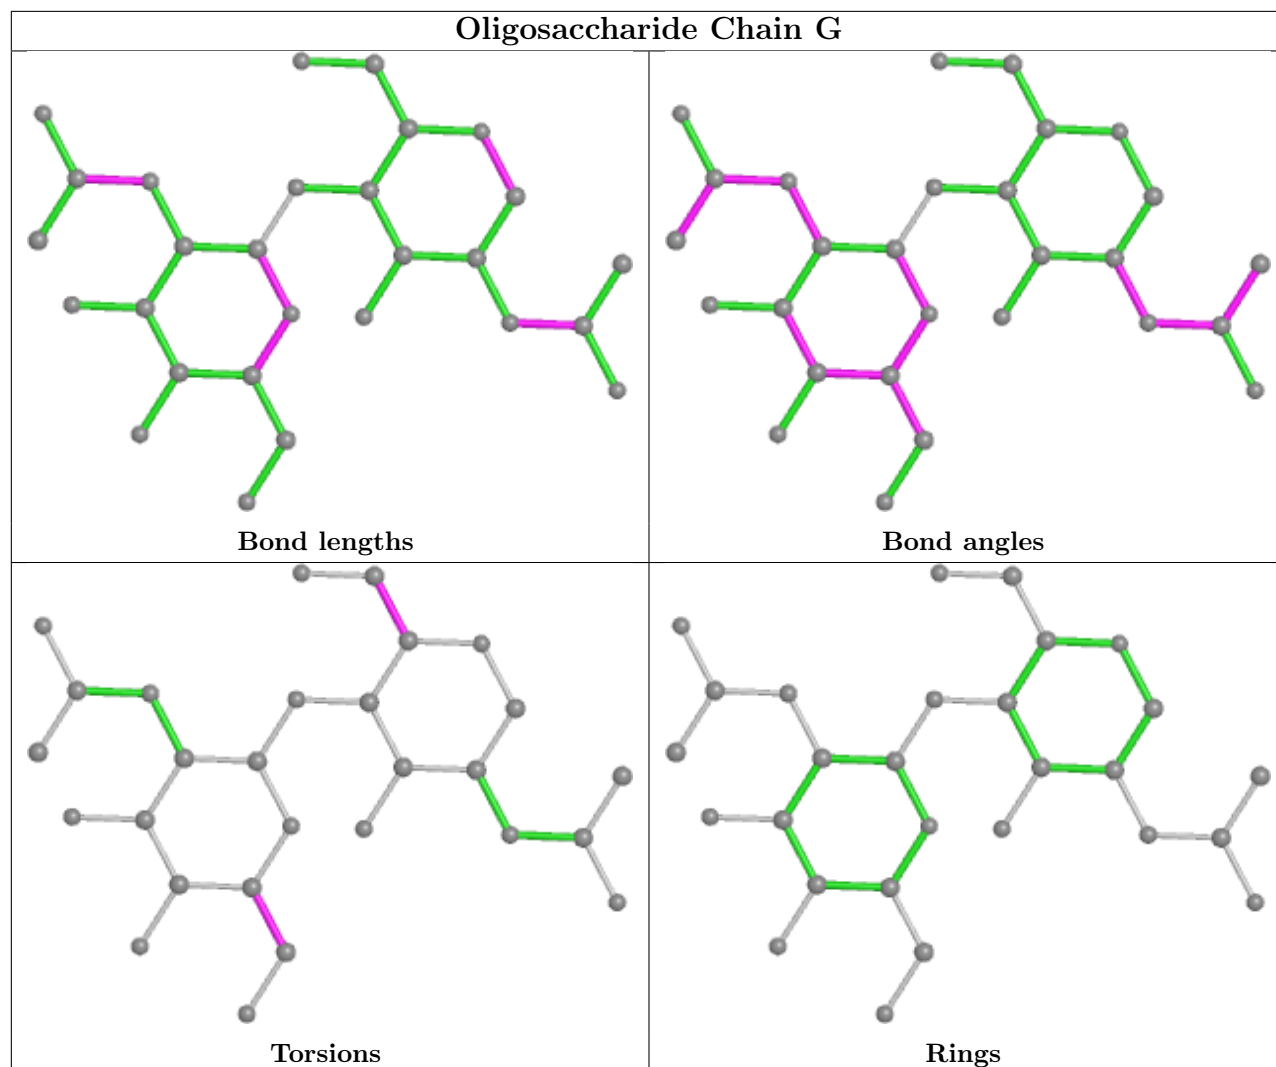 Oligosaccharide Chain G
Bond lengths
Bond angles
Torsions
Rings